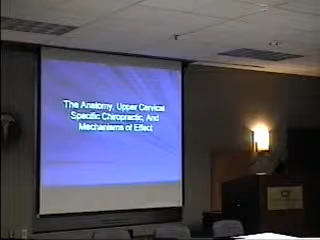 The Anatomy, Upper Cervical
Specific Chiropractic, And
Mechanisms of Effect